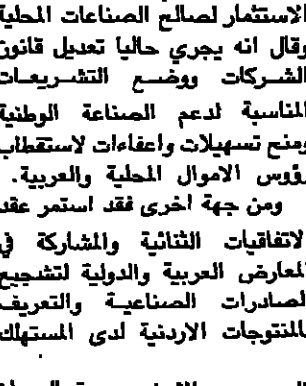 الاستثمار لصالح الصناعات المحلية
وقال انه يجري حاليا تعديل قانون
الشركات ووضع التشريعات
المناسبة لدعم الصناعة الوطنية
ومنح تسهيلات واعفاءات لاستقطاب
رؤوس الاموال المحلية والعربية.
ومن جهة اخرى فقد استمر عقد
الاتفاقيات الثنائية والمشاركة في
المعارض العربية والدولية لتشجيع
الصادرات الصناعية والتعريف
بالمنتوجات الاردنية لدى المستهلك